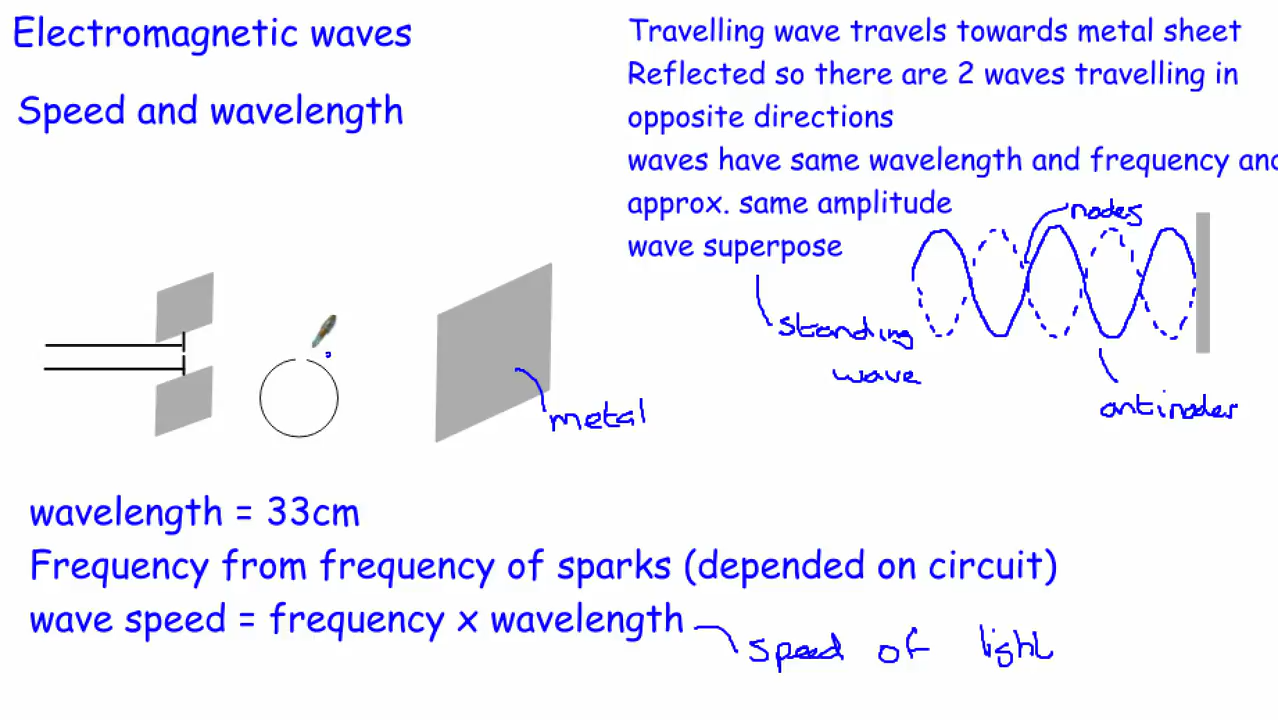 Electromagnetic waves
Speed and wavelength
Travelling wave travels towards metal sheet
Reflected so there are 2 waves travelling in
opposite directions
waves have same wavelength and frequency and
approx. same amplitude
wave superpose
nodes
standing
wave
antinodes
metal
wavelength = 33cm
Frequency from frequency of sparks (depended on circuit)
wave speed = frequency x wavelength
speed of light